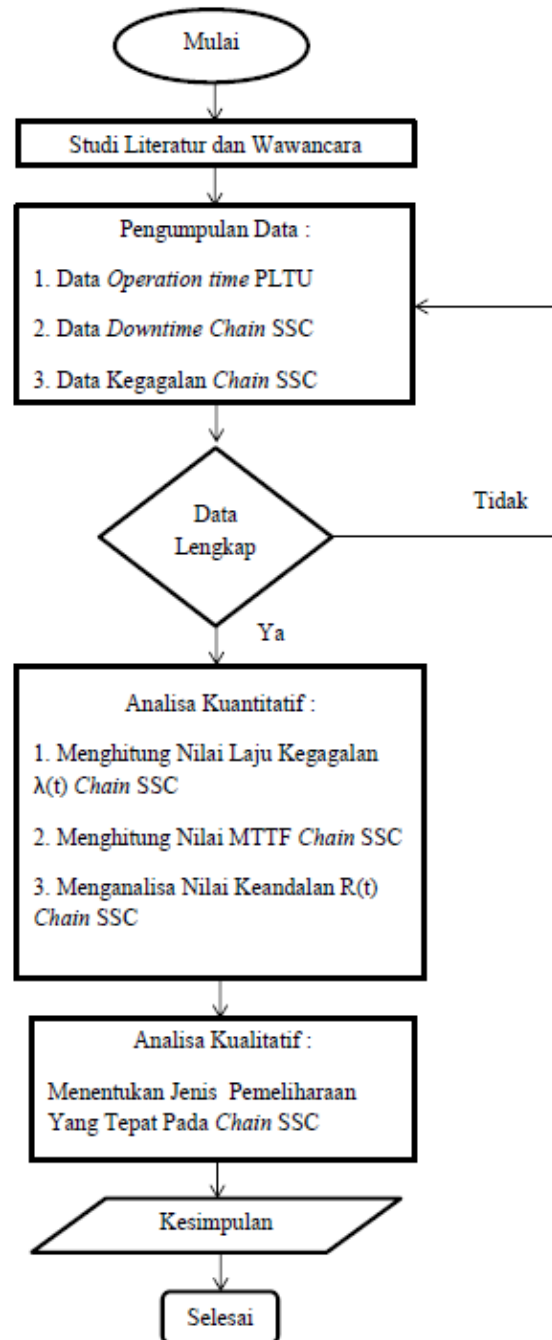 Mulai
Studi Literatur dan Wawancara
Pengumpulan Data :
1. Data Operation time PLTU
2. Data Downtime Chain SSC
3. Data Kegagalan Chain SSC
Data
Lengkap
Tidak
Ya
Analisa Kuantitatif :
1. Menghitung Nilai Laju Kegagalan
λ(t) Chain SSC
2. Menghitung Nilai MTTF Chain SSC
3. Menganalisa Nilai Keandalan R(t)
Chain SSC
Analisa Kualitatif :
Menentukan Jenis Pemeliharaan
Yang Tepat Pada Chain SSC
Kesimpulan
Selesai